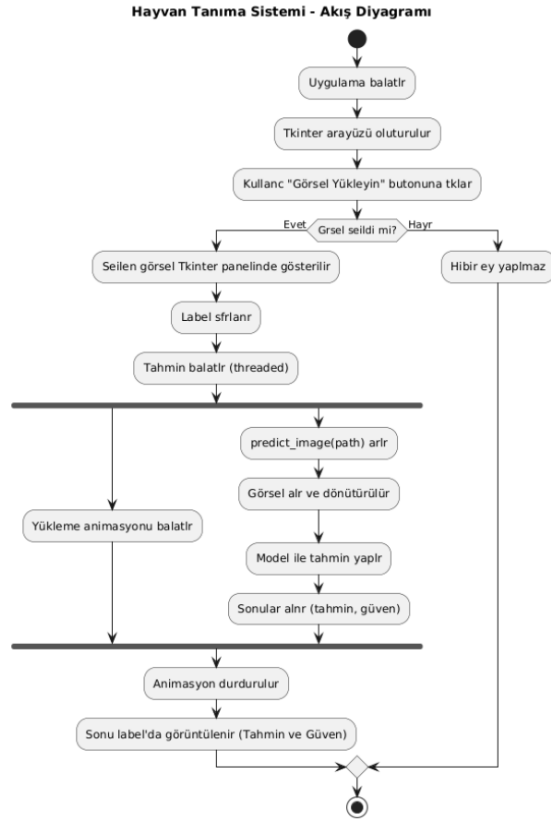 Hayvan Tanıma Sistemi - Akış Diyagramı
Uygulama balatlr
Tkinter arayüzü oluturulur
Kullanc "Görsel Yükleyin" butonuna tklar
Evet
Grsel seildi mi?
Hayr
Seilen görsel Tkinter panelinde gösterilir
Hibir ey yaplmaz
Label sfrlanr
Tahmin balatlr (threaded)
predict_image(path) arlr
Görsel alr ve dönütürülür
Yükleme animasyonu balatlr
Model ile tahmin yaplr
Sonular alnr (tahmin, güven)
Animasyon durdurulur
Sonu label'da görüntülenir (Tahmin ve Güven)